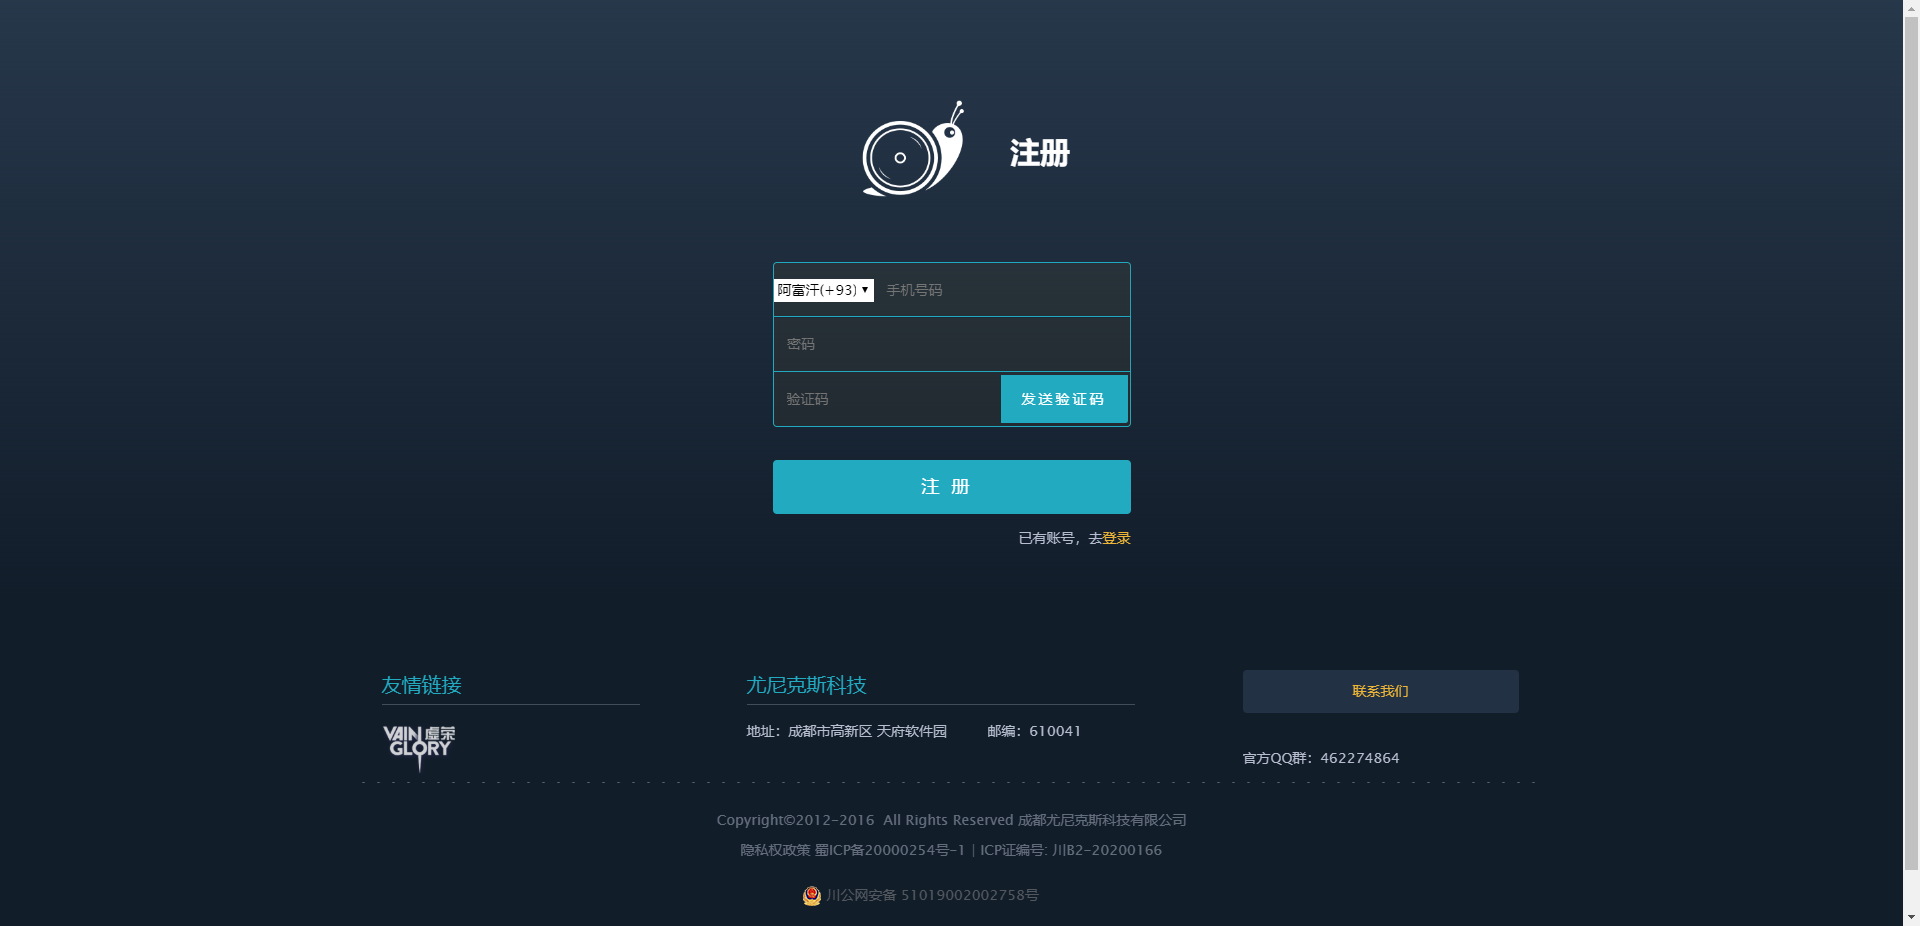 注册
阿富汗(+93) 手机号码
密码
验证码 发送验证码
注 册
已有账号，去登录
友情链接
VAIN 虚荣
GLORY
尤尼克斯科技
地址：成都市高新区 天府软件园 邮编：610041
联系我们
官方QQ群：462274864
Copyright©2012-2016 All Rights Reserved 成都尤尼克斯科技有限公司
隐私权政策 蜀ICP备20000254号-1 | ICP证编号: 川B2-20200166
川公网安备 51019002002758号